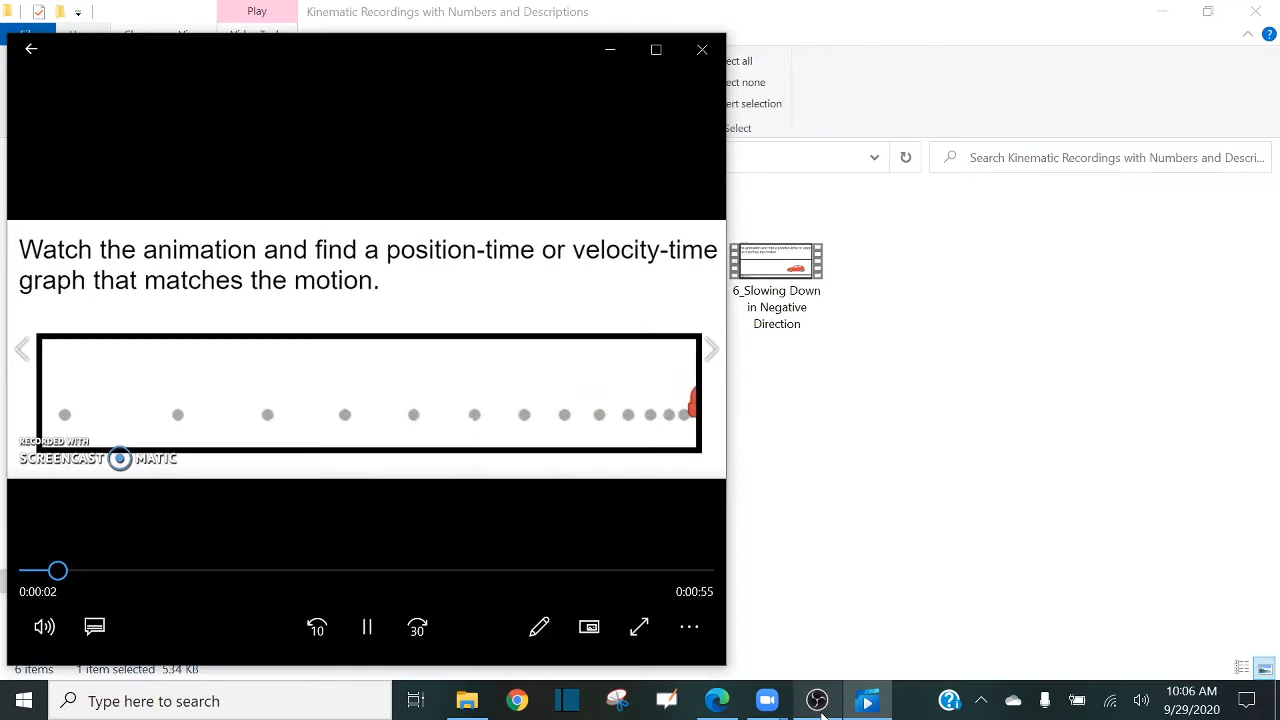 Play
Kinematic Recordings with Numbers and Descriptions
ect all
ect none
ert selection
Select
Search Kinematic Recordings with Numbers and Descri...
Watch the animation and find a position-time or velocity-time
graph that matches the motion.
RECORDED WITH
SCREENCAST MATIC
6_Slowing Down
in Negative
Direction
0:00:02
0:00:55
10
30
6 items
1 item selected 534 KB
Type here to search
10:06 AM
9/29/2020